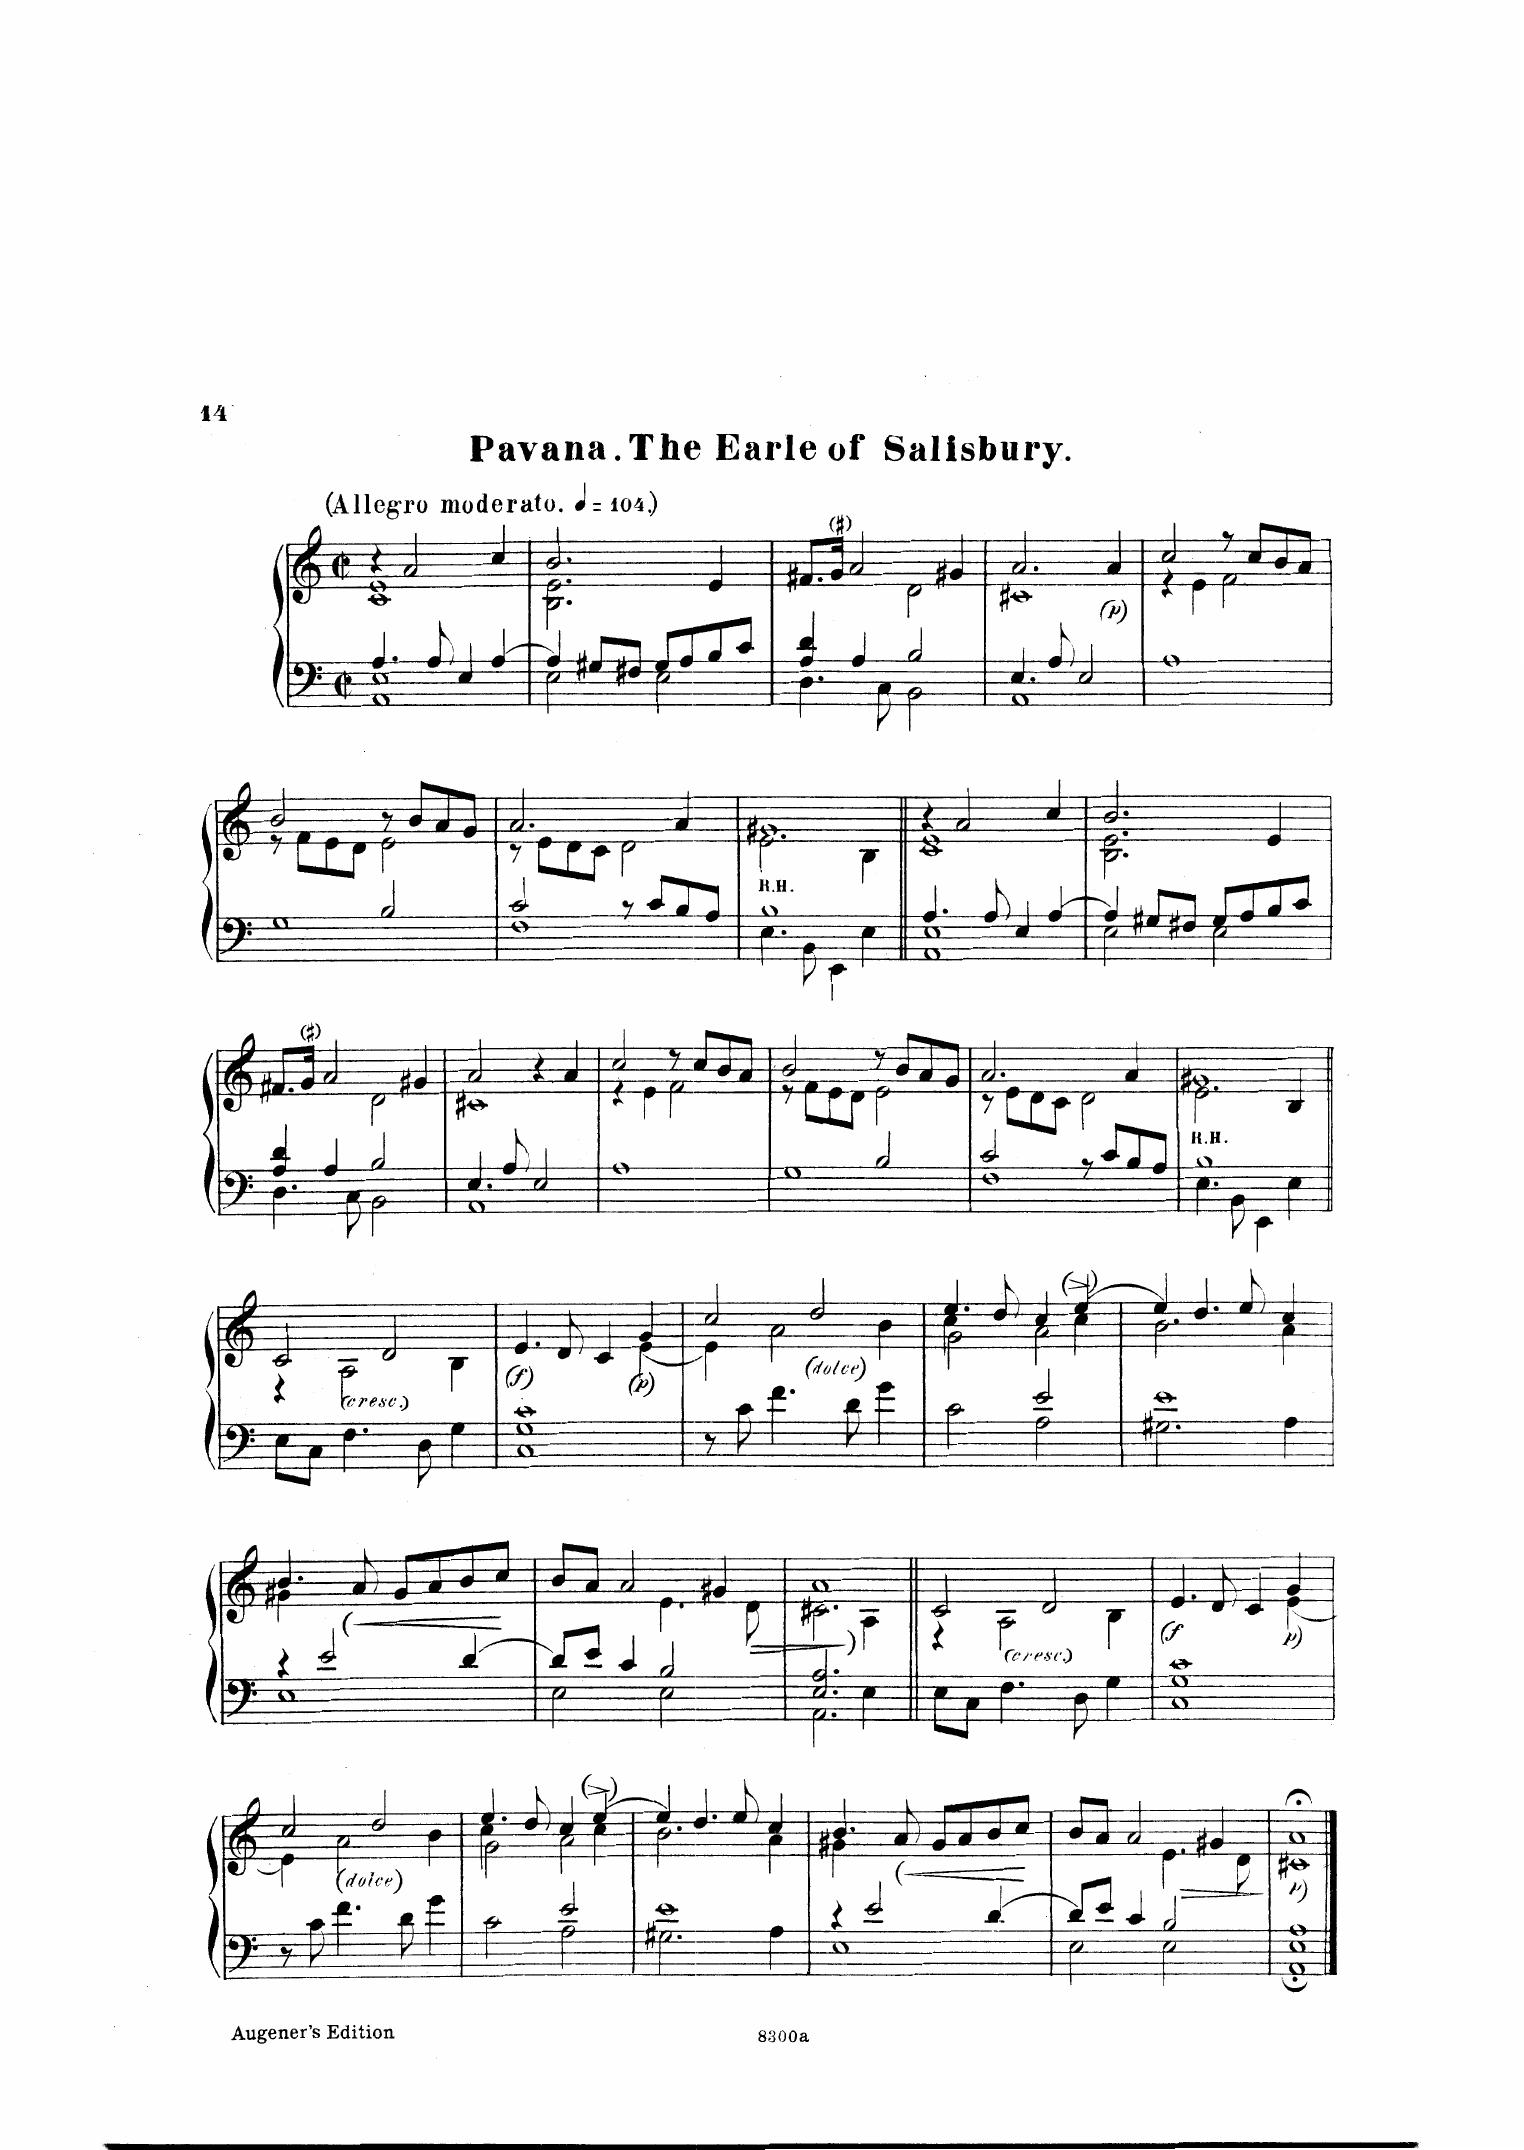 14
Pavana. The Earle of Salisbury.
(Allegro moderato. ♩ = 104.)
(♯)
(p)
R.H.
(♯)
R.H.
(cresc.)
(f)
(p)
(dolce)
(cresc.)
(f
p)
(dolce)
p)
Augener's Edition
8300a